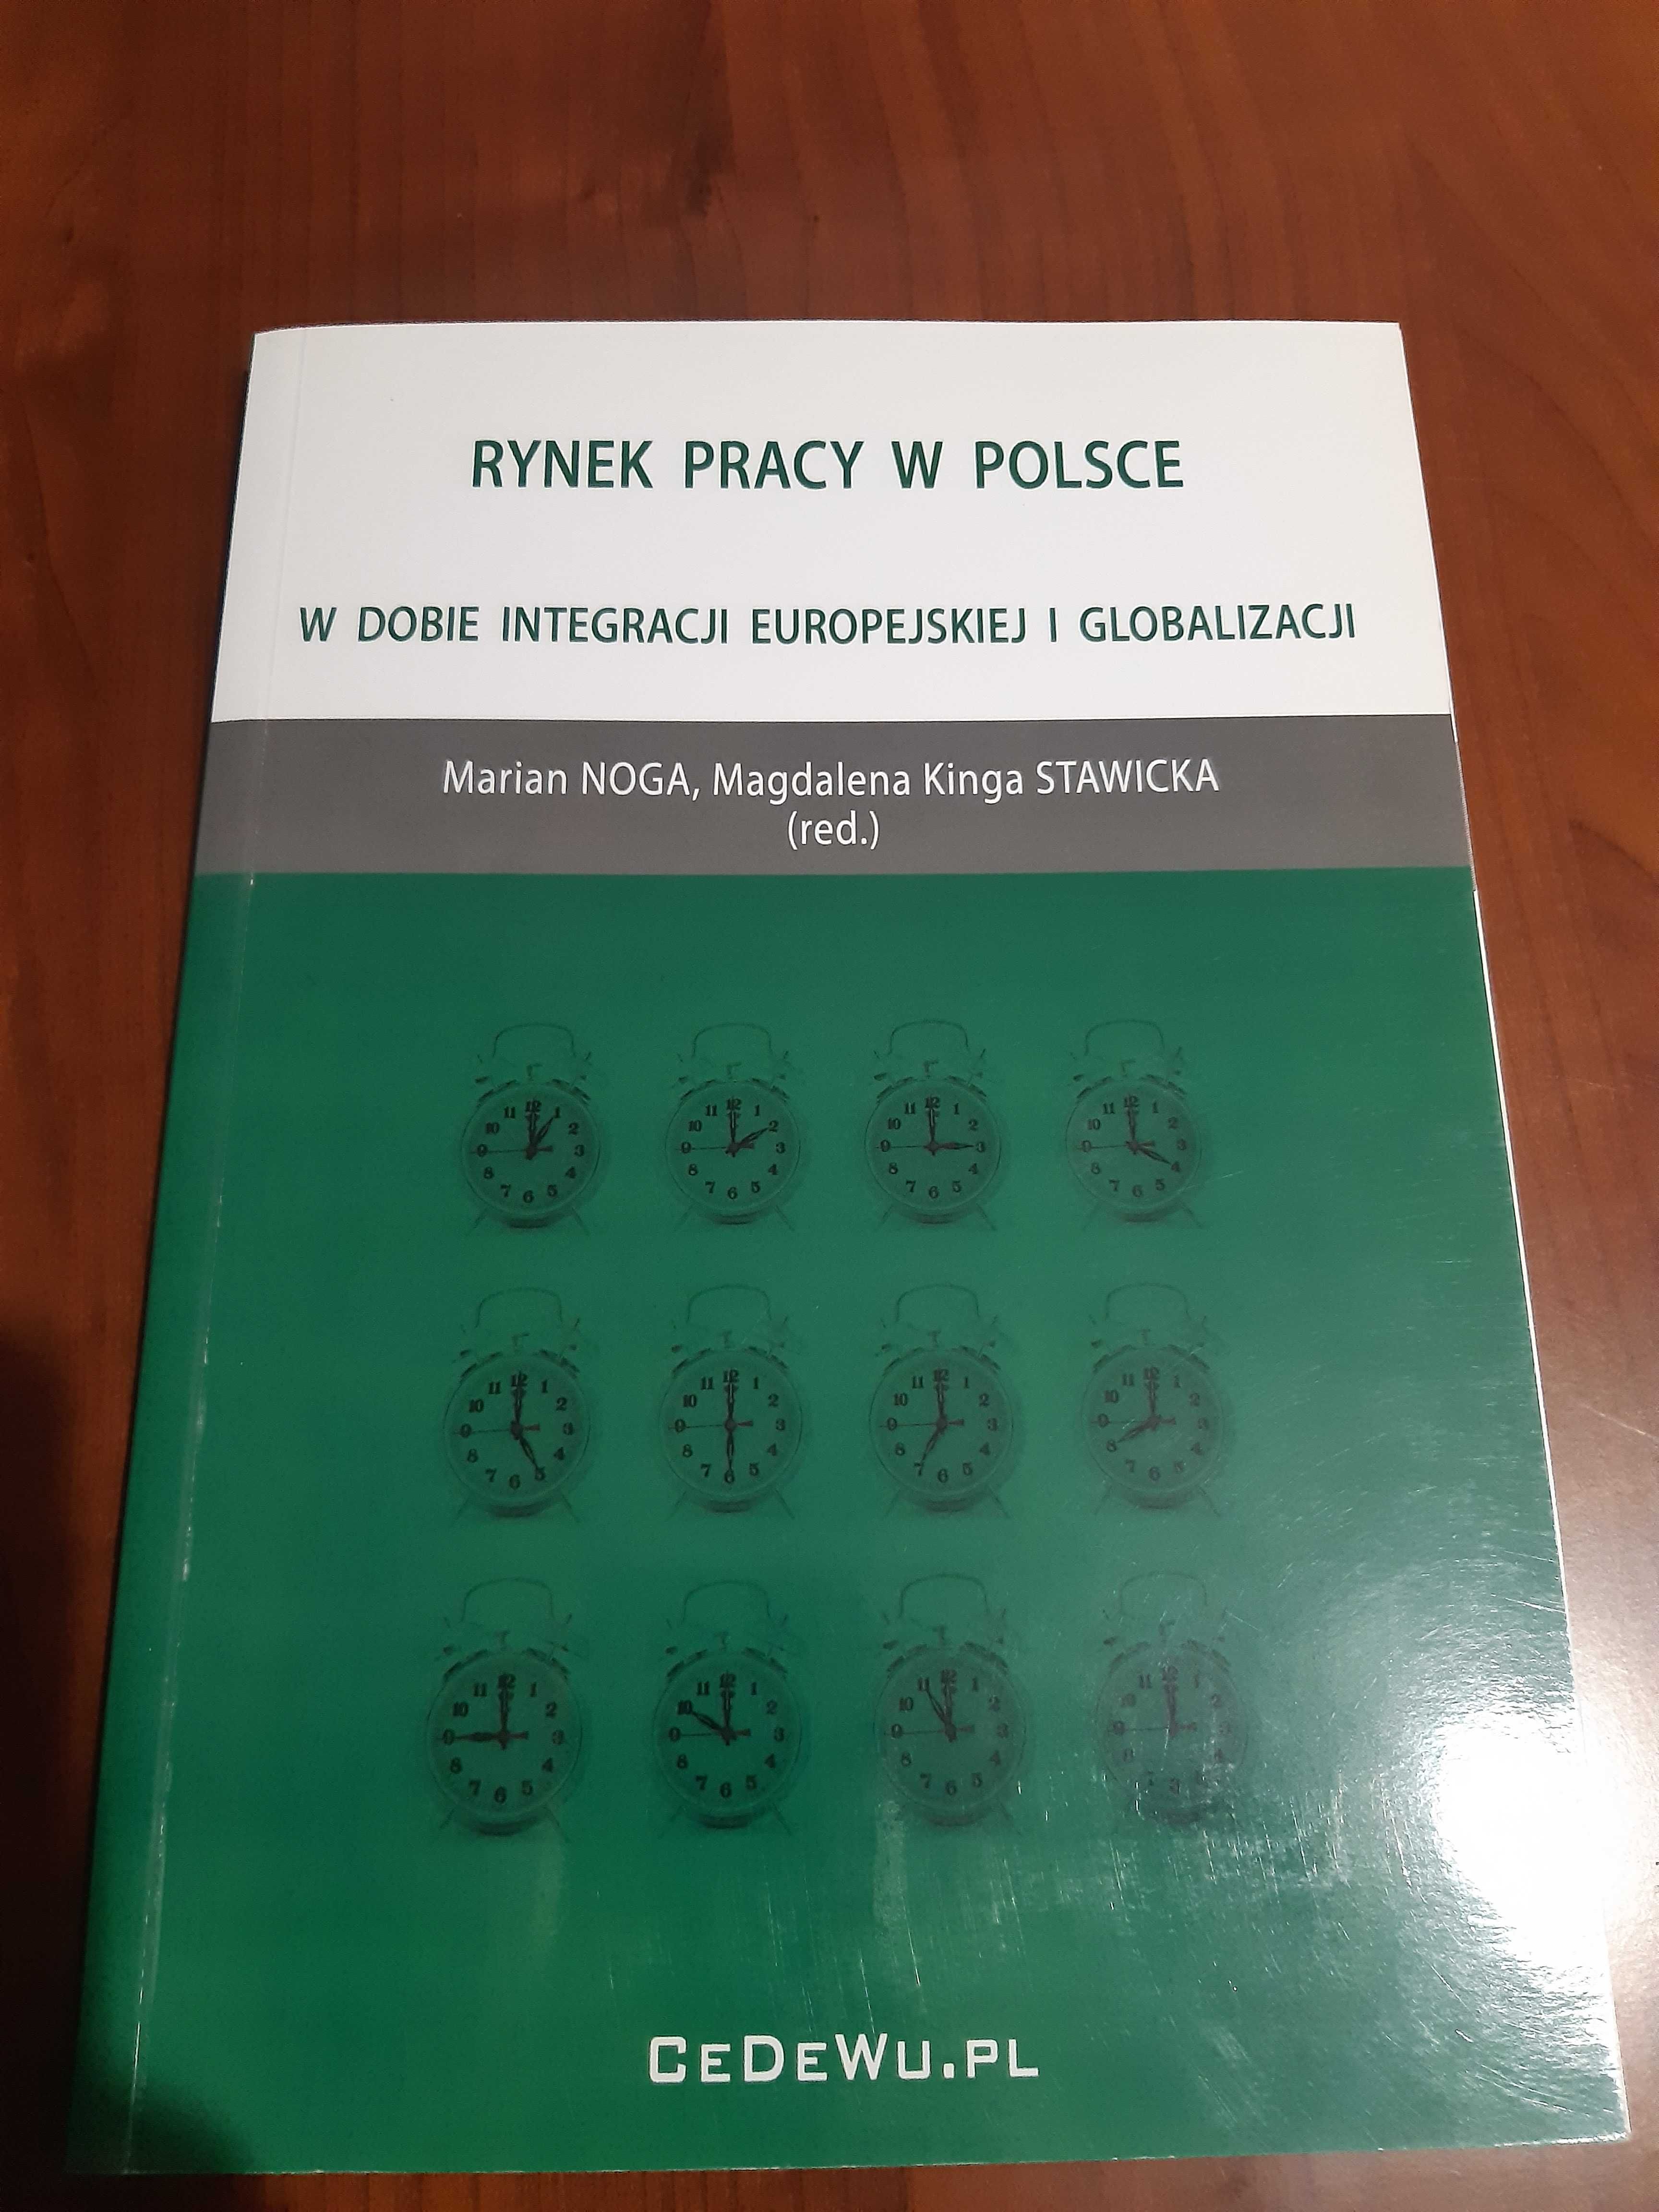 RYNEK PRACY W POLSCE
W DOBIE INTEGRACJI EUROPEJSKIEJ I GLOBALIZACJI
Marian NOGA, Magdalena Kinga STAWICKA
(red.)
CEDEWU.PL